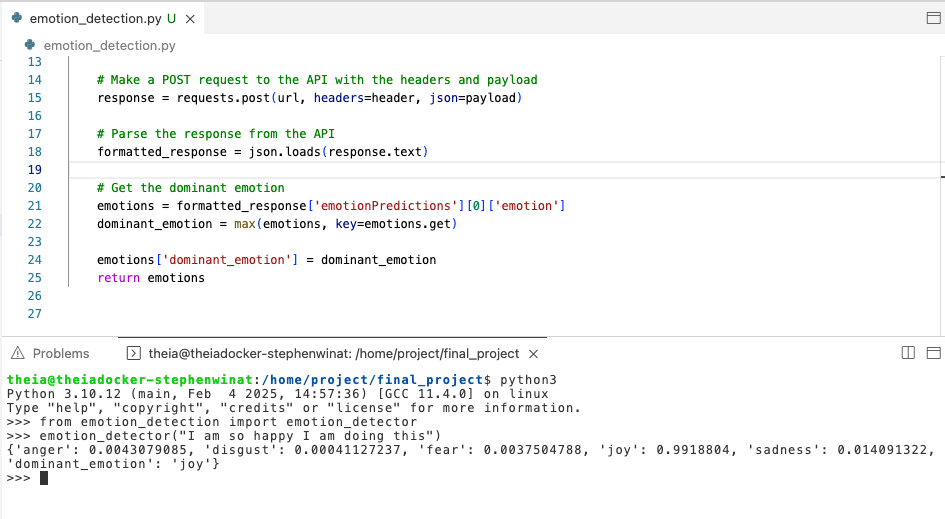 emotion_detection.py U ×
emotion_detection.py
13
14 # Make a POST request to the API with the headers and payload
15 response = requests.post(url, headers=header, json=payload)
16
17 # Parse the response from the API
18 formatted_response = json.loads(response.text)
19
20 # Get the dominant emotion
21 emotions = formatted_response['emotionPredictions'][0]['emotion']
22 dominant_emotion = max(emotions, key=emotions.get)
23
24 emotions['dominant_emotion'] = dominant_emotion
25 return emotions
26
27
Problems theia@theiadocker-stephenwinat: /home/project/final_project ×
theia@theiadocker-stephenwinat:/home/project/final_project$ python3
Python 3.10.12 (main, Feb  4 2025, 14:57:36) [GCC 11.4.0] on linux
Type "help", "copyright", "credits" or "license" for more information.
>>> from emotion_detection import emotion_detector
>>> emotion_detector("I am so happy I am doing this")
{'anger': 0.0043079085, 'disgust': 0.00041127237, 'fear': 0.0037504788, 'joy': 0.9918804, 'sadness': 0.014091322,
'dominant_emotion': 'joy'}
>>>